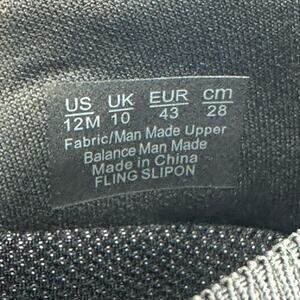 US UK EUR cm
12M 10 43 28
Fabric/Man Made Upper
Balance Man Made
Made in China
FLING SLIPON